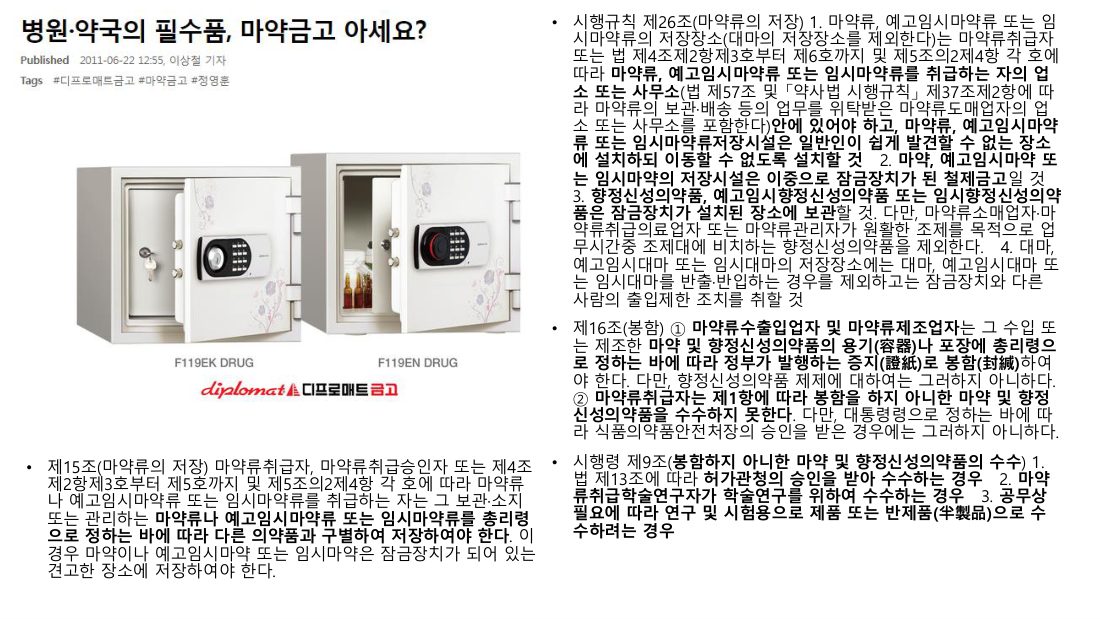 병원·약국의 필수품, 마약금고 아세요?
Published 2011-06-22 12:55, 이상철 기자
Tags #디프로매트금고 #마약금고 #정영훈
F119EK DRUG
F119EN DRUG
diplomat 디프로매트금고
• 제15조(마약류의 저장) 마약류취급자, 마약류취급승인자 또는 제4조
제2항제3호부터 제5호까지 및 제5조의2제4항 각 호에 따라 마약류
나 예고임시마약류 또는 임시마약류를 취급하는 자는 그 보관·소지
또는 관리하는 마약류나 예고임시마약류 또는 임시마약류를 총리령
으로 정하는 바에 따라 다른 의약품과 구별하여 저장하여야 한다. 이
경우 마약이나 예고임시마약 또는 임시마약은 잠금장치가 되어 있는
견고한 장소에 저장하여야 한다.
• 시행규칙 제26조(마약류의 저장) 1. 마약류, 예고임시마약류 또는 임
시마약류의 저장장소(대마의 저장장소를 제외한다)는 마약류취급자
또는 법 제4조제2항제3호부터 제6호까지 및 제5조의2제4항 각 호에
따라 마약류, 예고임시마약류 또는 임시마약류를 취급하는 자의 업
소 또는 사무소(법 제57조 및 「약사법 시행규칙」 제37조제2항에 따
라 마약류의 보관·배송 등의 업무를 위탁받은 마약류도매업자의 업
소 또는 사무소를 포함한다)안에 있어야 하고, 마약류, 예고임시마약
류 또는 임시마약류저장시설은 일반인이 쉽게 발견할 수 없는 장소
에 설치하되 이동할 수 없도록 설치할 것 2. 마약, 예고임시마약 또
는 임시마약의 저장시설은 이중으로 잠금장치가 된 철제금고일 것
3. 향정신성의약품, 예고임시향정신성의약품 또는 임시향정신성의약
품은 잠금장치가 설치된 장소에 보관할 것. 다만, 마약류소매업자·마
약류취급의료업자 또는 마약류관리자가 원활한 조제를 목적으로 업
무시간중 조제대에 비치하는 향정신성의약품을 제외한다. 4. 대마,
예고임시대마 또는 임시대마의 저장장소에는 대마, 예고임시대마 또
는 임시대마를 반출·반입하는 경우를 제외하고는 잠금장치와 다른
사람의 출입제한 조치를 취할 것
• 제16조(봉함) ① 마약류수출입업자 및 마약류제조업자는 그 수입 또
는 제조한 마약 및 향정신성의약품의 용기(容器)나 포장에 총리령으
로 정하는 바에 따라 정부가 발행하는 증지(證紙)로 봉함(封緘)하여
야 한다. 다만, 향정신성의약품 제제에 대하여는 그러하지 아니하다.
② 마약류취급자는 제1항에 따라 봉함을 하지 아니한 마약 및 향정
신성의약품을 수수하지 못한다. 다만, 대통령령으로 정하는 바에 따
라 식품의약품안전처장의 승인을 받은 경우에는 그러하지 아니하다.
• 시행령 제9조(봉함하지 아니한 마약 및 향정신성의약품의 수수) 1.
법 제13조에 따라 허가관청의 승인을 받아 수수하는 경우 2. 마약
류취급학술연구자가 학술연구를 위하여 수수하는 경우 3. 공무상
필요에 따라 연구 및 시험용으로 제품 또는 반제품(半製品)으로 수
수하려는 경우